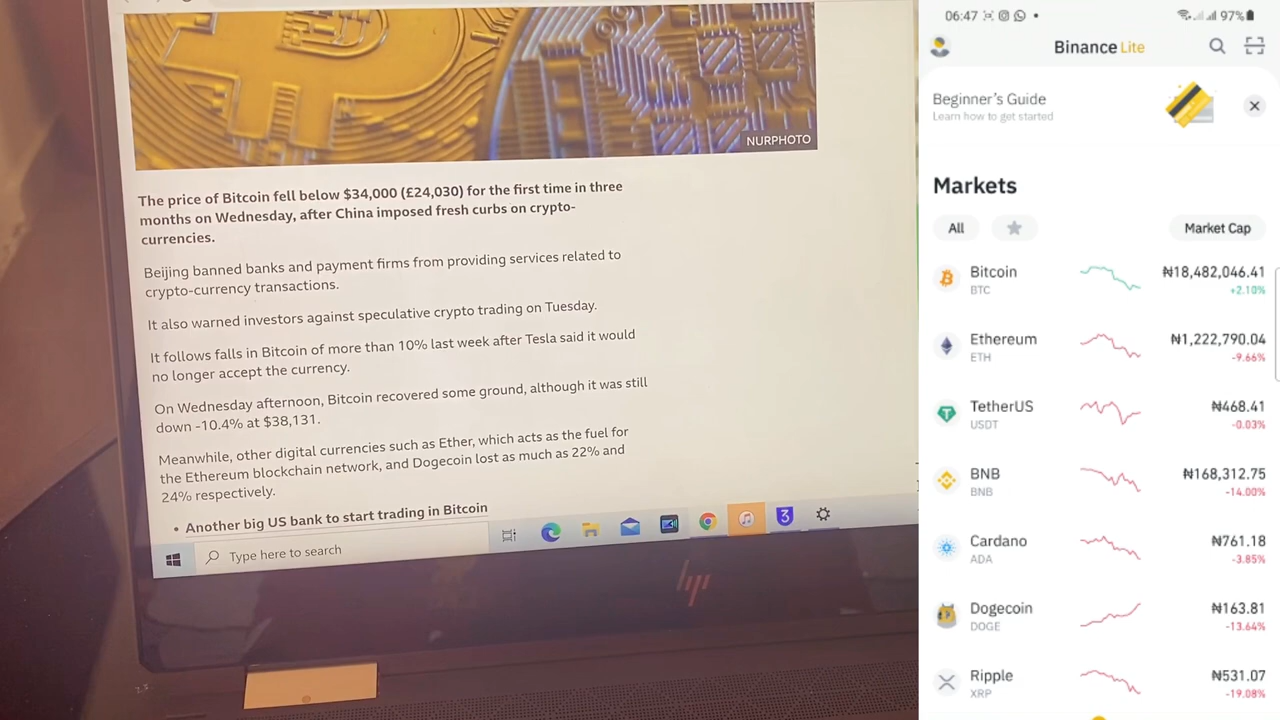 NURPHOTO
The price of Bitcoin fell below $34,000 (£24,030) for the first time in three
months on Wednesday, after China imposed fresh curbs on crypto-
currencies.
Beijing banned banks and payment firms from providing services related to
crypto-currency transactions.
It also warned investors against speculative crypto trading on Tuesday.
It follows falls in Bitcoin of more than 10% last week after Tesla said it would
no longer accept the currency.
On Wednesday afternoon, Bitcoin recovered some ground, although it was still
down -10.4% at $38,131.
Meanwhile, other digital currencies such as Ether, which acts as the fuel for
the Ethereum blockchain network, and Dogecoin lost as much as 22% and
24% respectively.
• Another big US bank to start trading in Bitcoin
Type here to search
hp
06:47 97%
Binance Lite
Beginner's Guide
Learn how to get started
Markets
All Market Cap
Bitcoin ₦18,482,046.41
BTC +2.10%
Ethereum ₦1,222,790.04
ETH -9.66%
TetherUS ₦468.41
USDT -0.03%
BNB ₦168,312.75
BNB -14.00%
Cardano ₦761.18
ADA -3.85%
Dogecoin ₦163.81
DOGE -13.64%
Ripple ₦531.07
XRP -19.08%